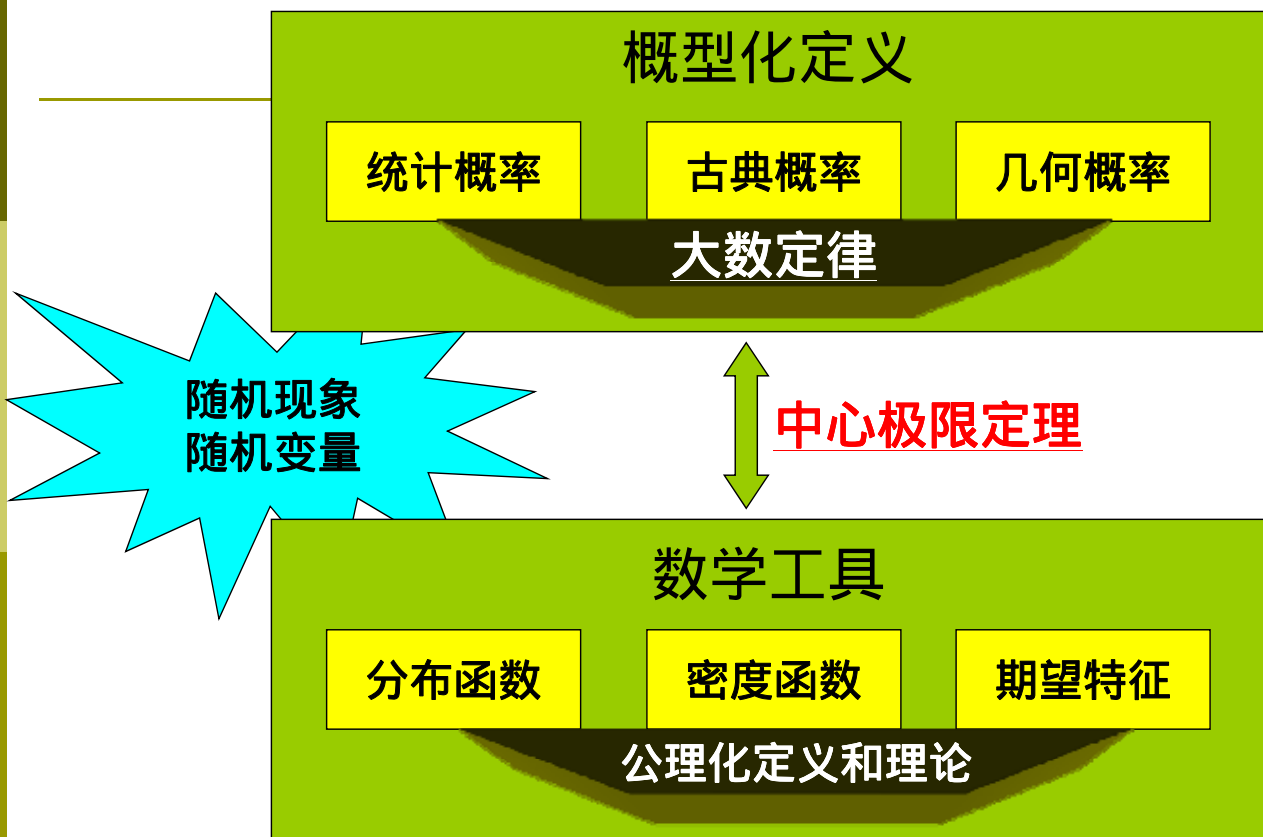 概型化定义
统计概率
古典概率
几何概率
大数定律
随机现象
随机变量
中心极限定理
数学工具
分布函数
密度函数
期望特征
公理化定义和理论